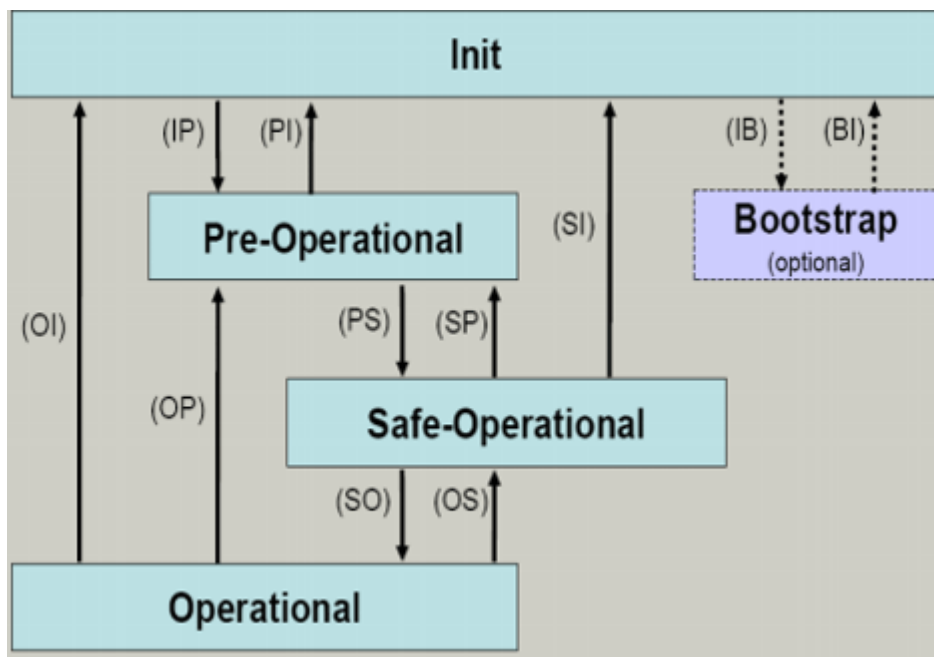 Init
(IP)
(PI)
(IB)
(BI)
Pre-Operational
(SI)
Bootstrap
(optional)
(OI)
(PS)
(SP)
(OP)
Safe-Operational
(SO)
(OS)
Operational